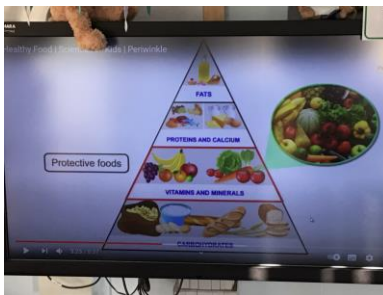 Healthy Food | Science | Kids | Periwinkle
FATS
PROTEINS AND CALCIUM
Protective foods
VITAMINS AND MINERALS
CARBOHYDRATES